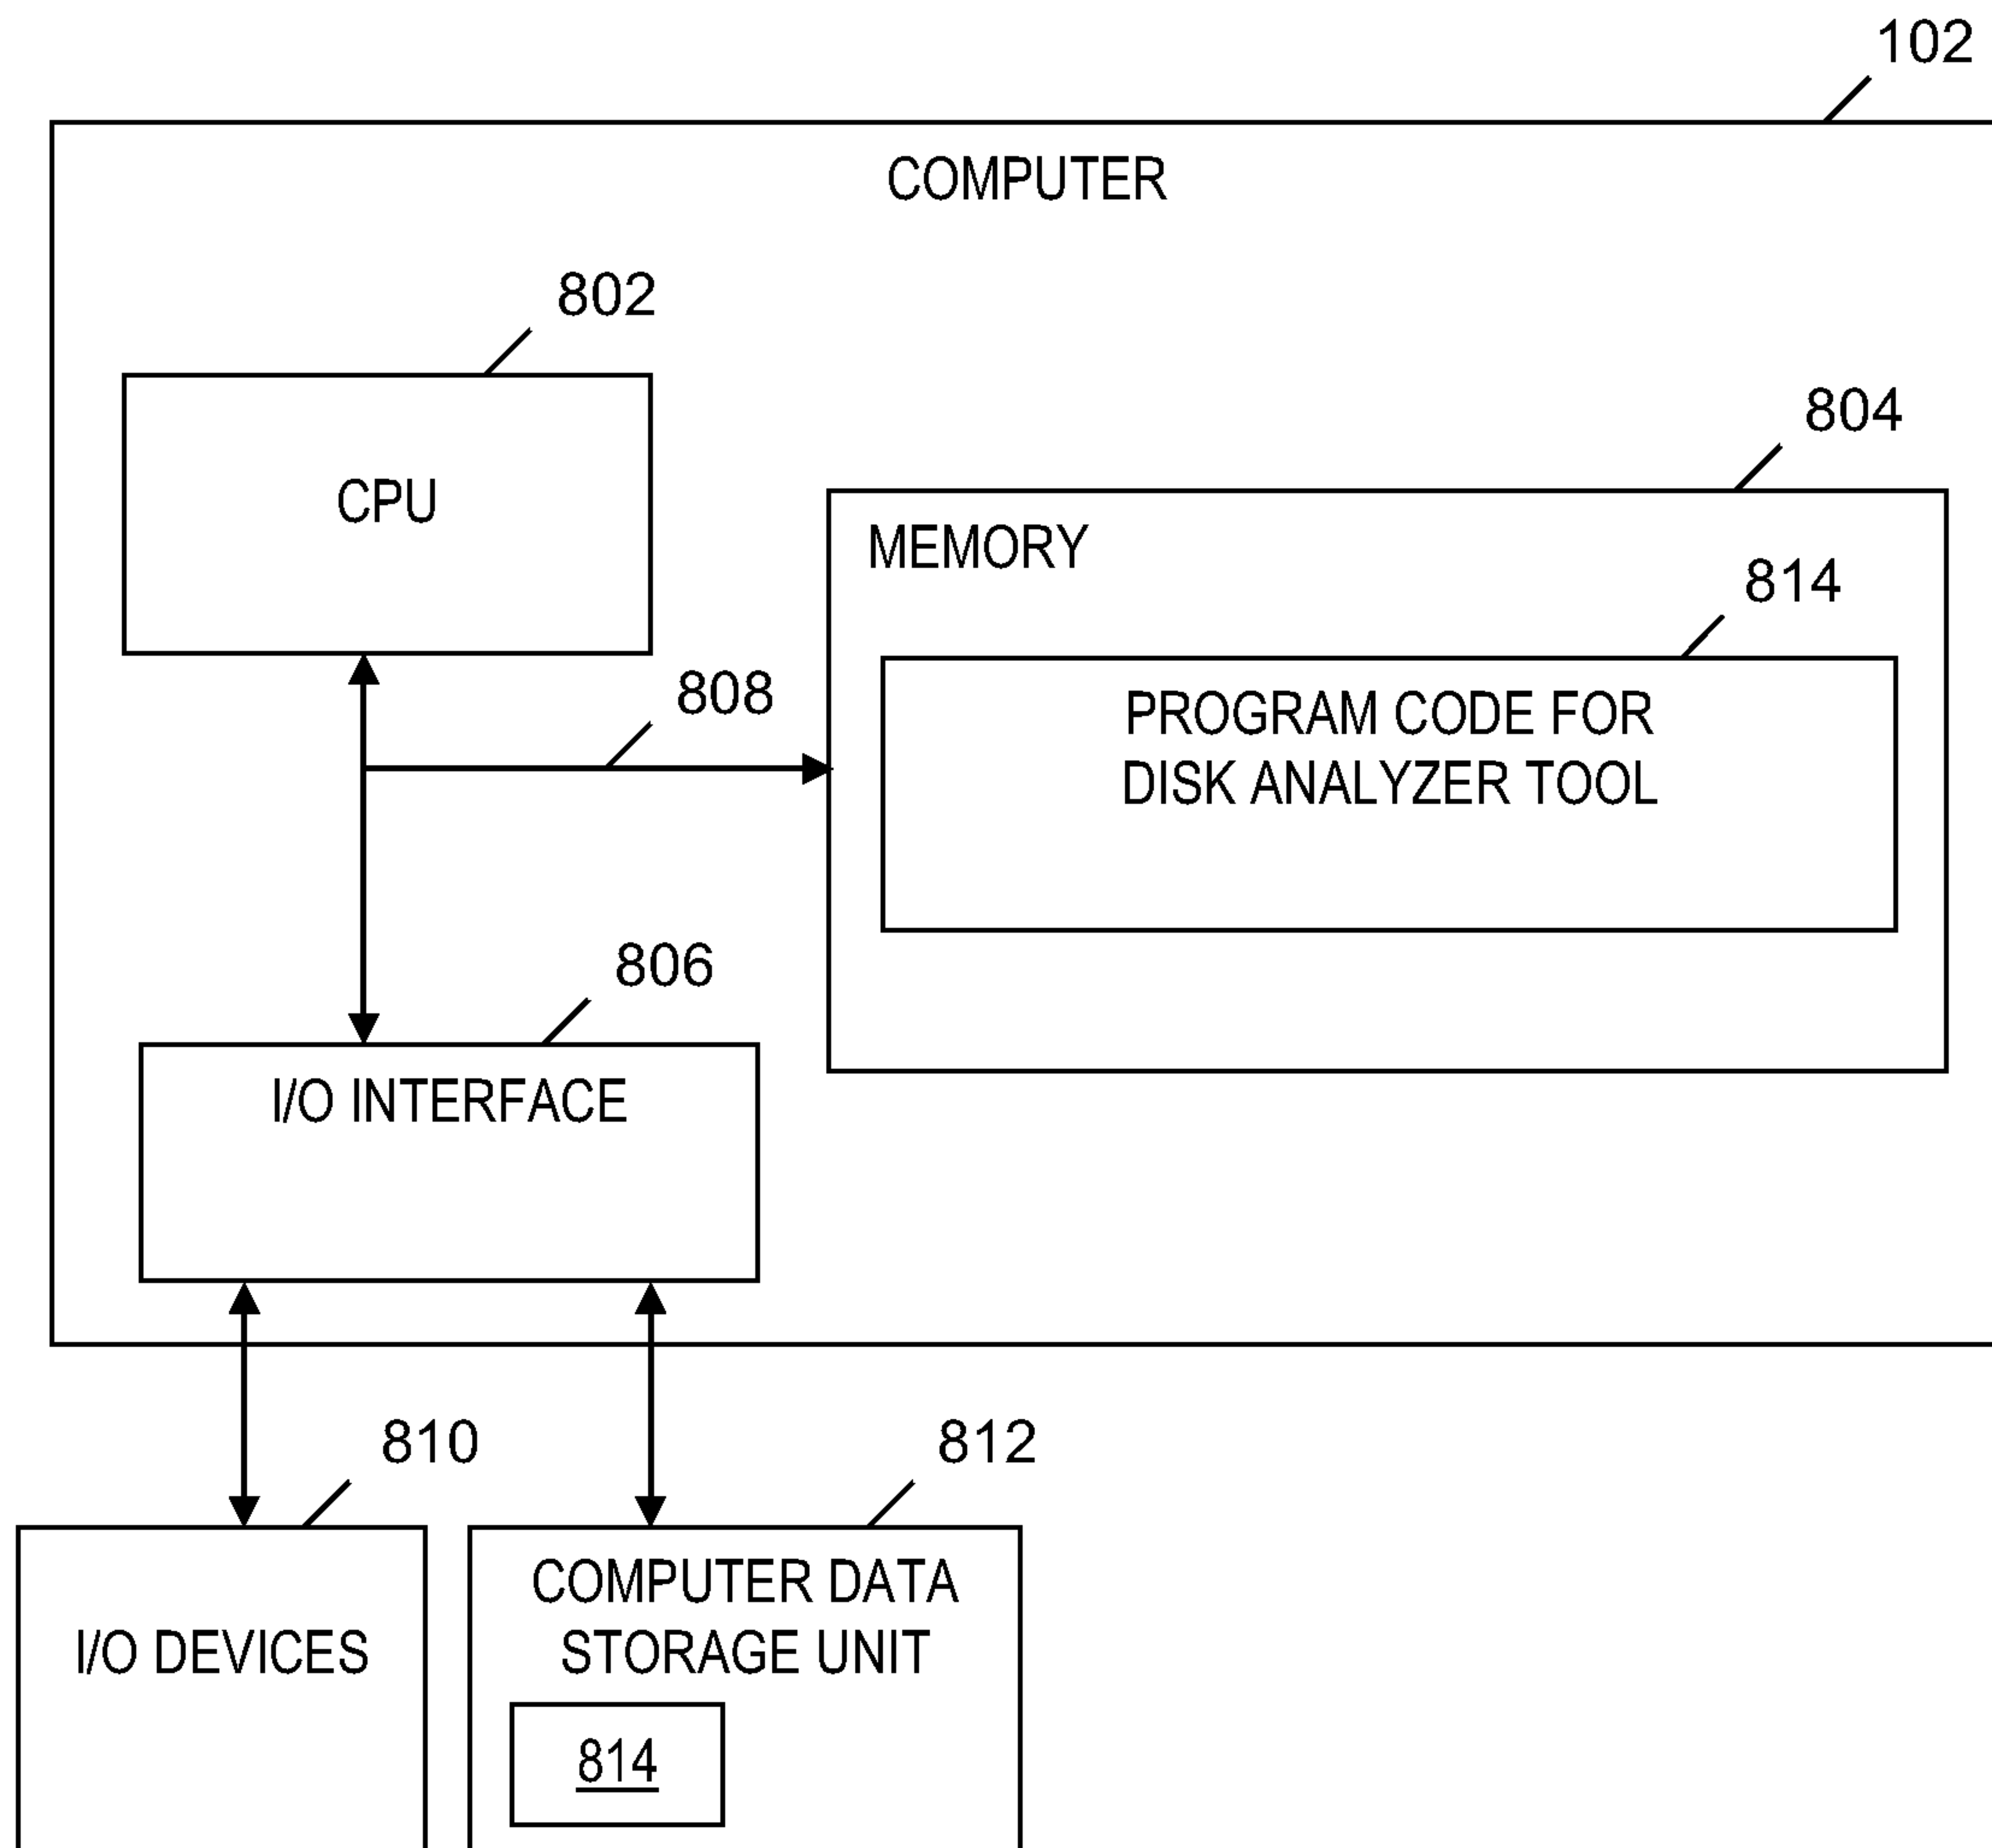 102
COMPUTER
802
CPU
804
MEMORY
814
PROGRAM CODE FOR
DISK ANALYZER TOOL
808
806
I/O INTERFACE
810
I/O DEVICES
812
COMPUTER DATA
STORAGE UNIT
814